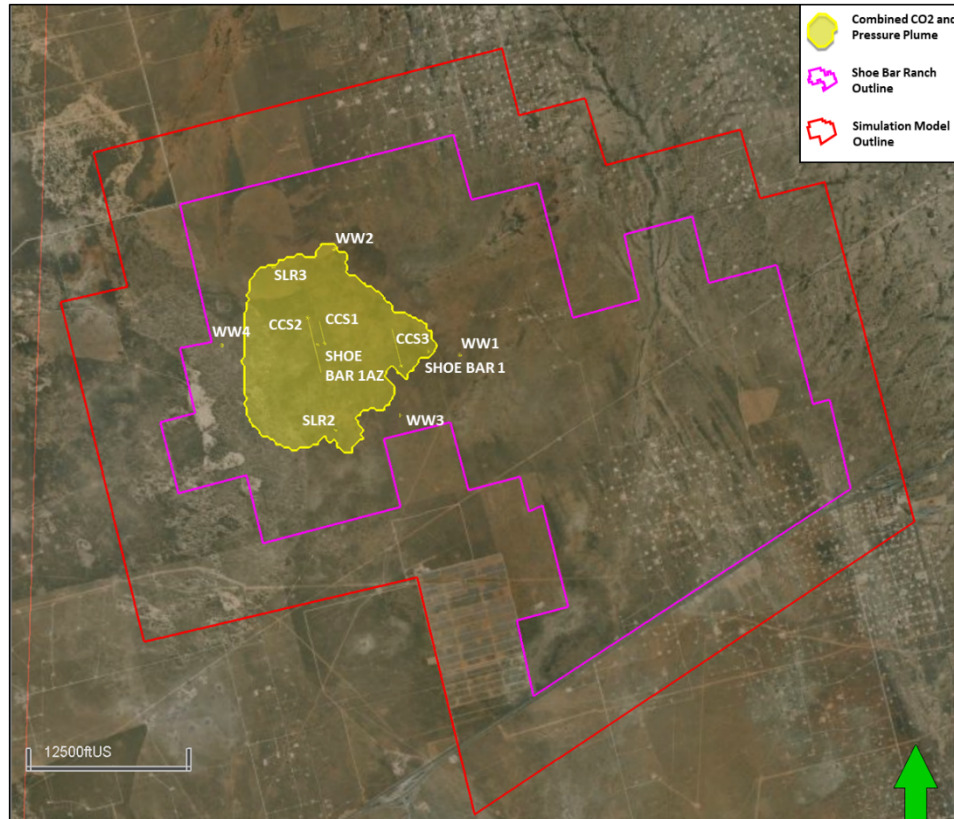 Combined CO2 and
Pressure Plume
Shoe Bar Ranch
Outline
Simulation Model
Outline
WW2
SLR3
CCS2
CCS1
WW4
CCS3
WW1
SHOE
BAR 1AZ
SHOE BAR 1
SLR2
WW3
12500ftUS